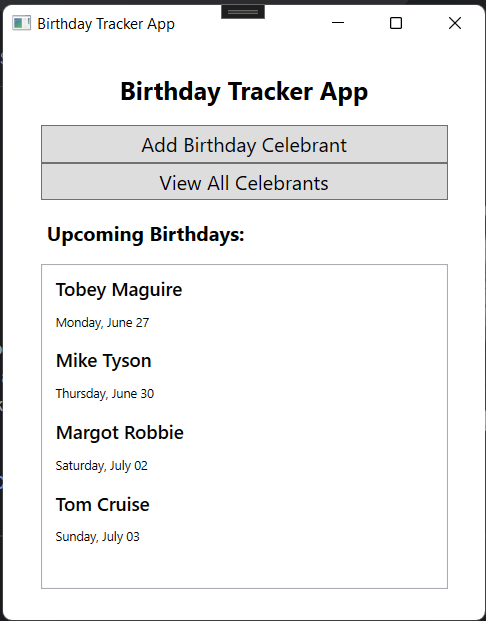 Birthday Tracker App
Birthday Tracker App
Add Birthday Celebrant
View All Celebrants
Upcoming Birthdays:
Tobey Maguire
Monday, June 27
Mike Tyson
Thursday, June 30
Margot Robbie
Saturday, July 02
Tom Cruise
Sunday, July 03